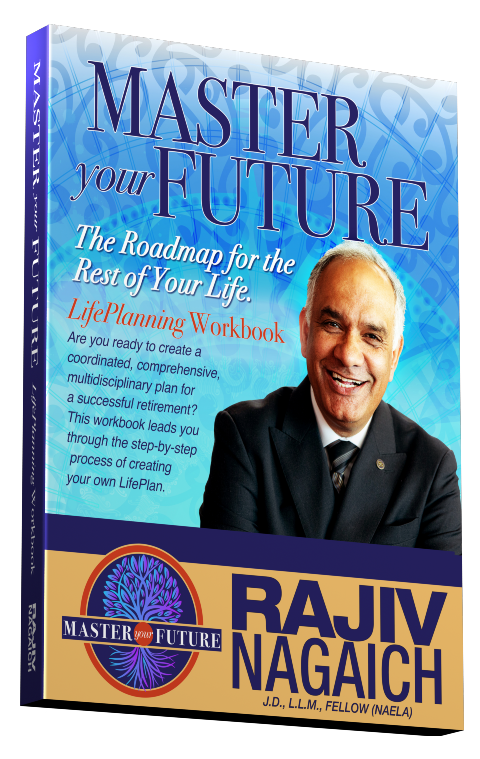 MASTER
your FUTURE
The Roadmap for the
Rest of Your Life.
LifePlanning Workbook
Are you ready to create a
coordinated, comprehensive,
multidisciplinary plan for
a successful retirement?
This workbook leads you
through the step-by-step
process of creating
your own LifePlan.
MASTER your FUTURE
RAJIV
NAGAICH
J.D., L.L.M., FELLOW (NAELA)
MASTER your FUTURE LifePlanning Workbook
RAJIV
NAGAICH